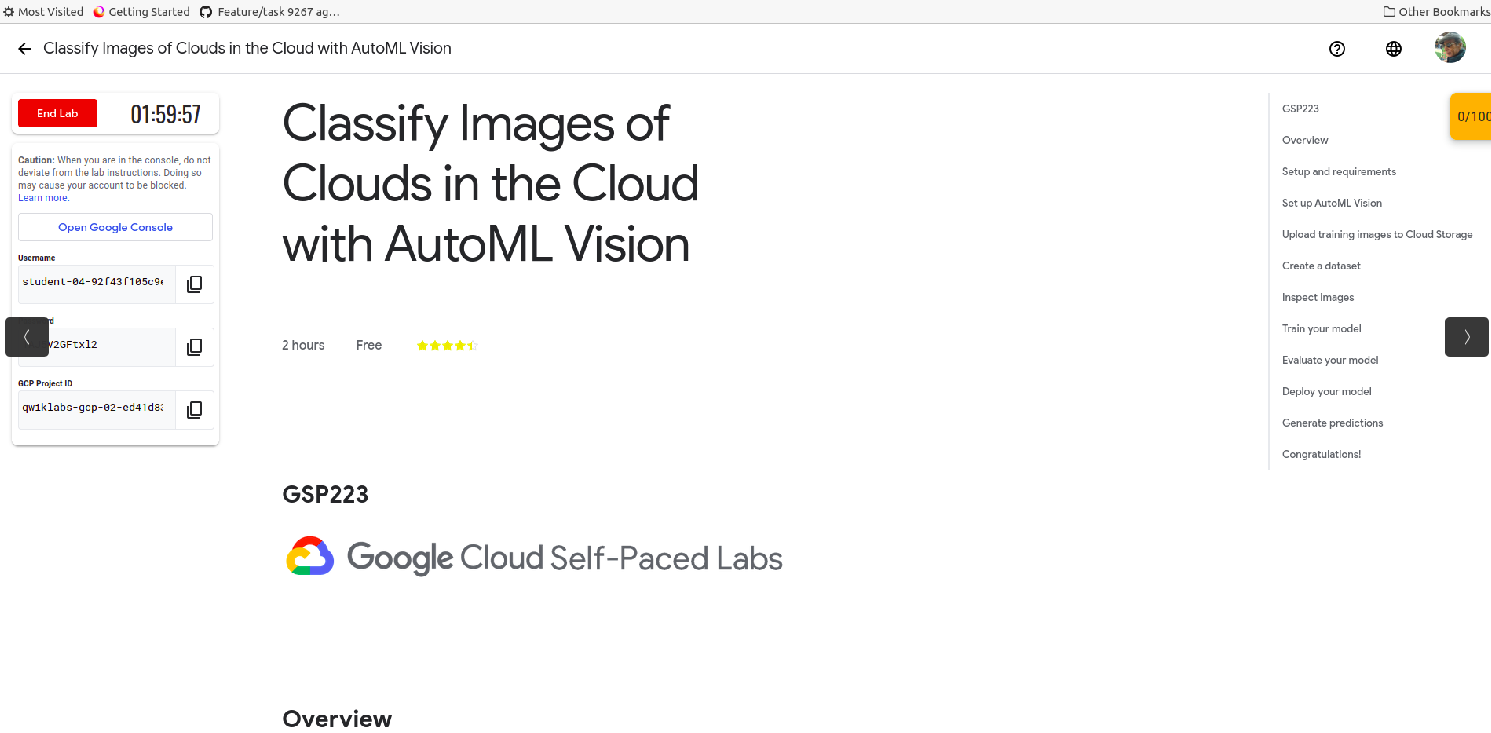 Most Visited Getting Started Feature/task 9267 ag… Other Bookmarks
Classify Images of Clouds in the Cloud with AutoML Vision
End Lab 01:59:57
Caution: When you are in the console, do not
deviate from the lab instructions. Doing so
may cause your account to be blocked.
Learn more.
Open Google Console
Username
student-04-92f43f105c9
V2GFtxl2
GCP Project ID
qwiklabs-gcp-02-ed41d83
Classify Images of
Clouds in the Cloud
with AutoML Vision
2 hours Free
GSP223
Google Cloud Self-Paced Labs
Overview
GSP223
Overview
Setup and requirements
Set up AutoML Vision
Upload training images to Cloud Storage
Create a dataset
Inspect Images
Train your model
Evaluate your model
Deploy your model
Generate predictions
Congratulations!
0/100